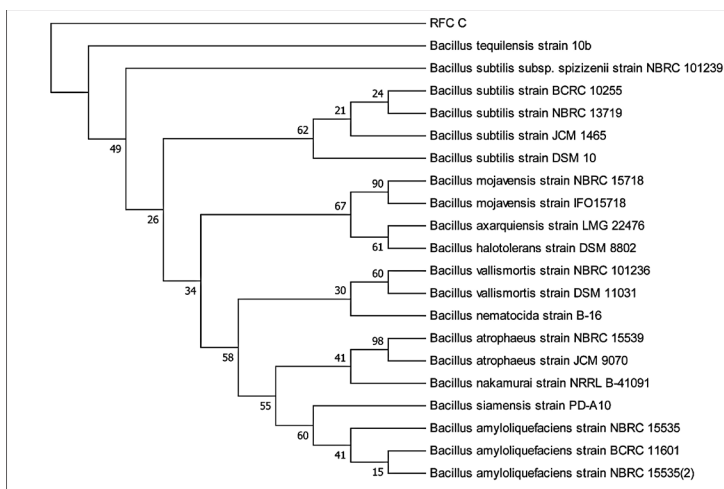 RFC C
Bacillus tequilensis strain 10b
Bacillus subtilis subsp. spizizenii strain NBRC 101239
24 Bacillus subtilis strain BCRC 10255
21 Bacillus subtilis strain NBRC 13719
62 Bacillus subtilis strain JCM 1465
49 Bacillus subtilis strain DSM 10
90 Bacillus mojavensis strain NBRC 15718
67 Bacillus mojavensis strain IFO15718
26 Bacillus axarquiensis strain LMG 22476
61 Bacillus halotolerans strain DSM 8802
60 Bacillus vallismortis strain NBRC 101236
34 30 Bacillus vallismortis strain DSM 11031
Bacillus nematocida strain B-16
98 Bacillus atrophaeus strain NBRC 15539
58 41 Bacillus atrophaeus strain JCM 9070
Bacillus nakamurai strain NRRL B-41091
55 Bacillus siamensis strain PD-A10
60 Bacillus amyloliquefaciens strain NBRC 15535
41 Bacillus amyloliquefaciens strain BCRC 11601
15 Bacillus amyloliquefaciens strain NBRC 15535(2)